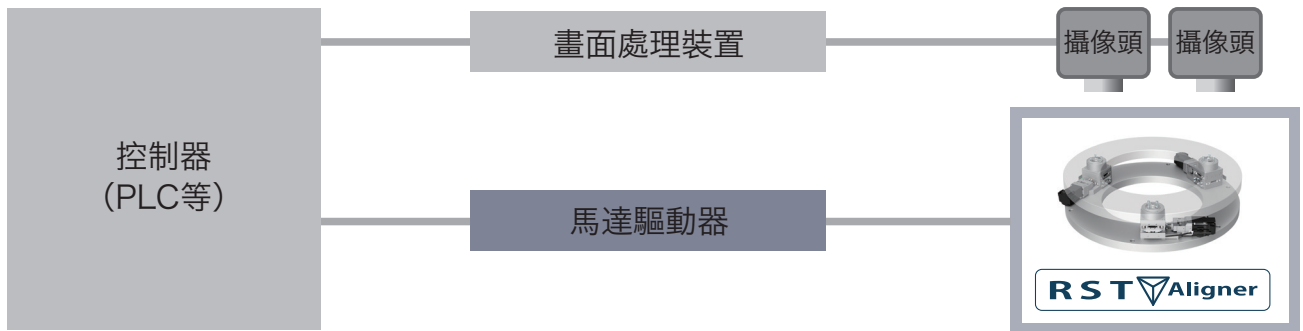 畫面處理裝置
攝像頭
攝像頭
控制器
（PLC等）
馬達驅動器
RST Aligner